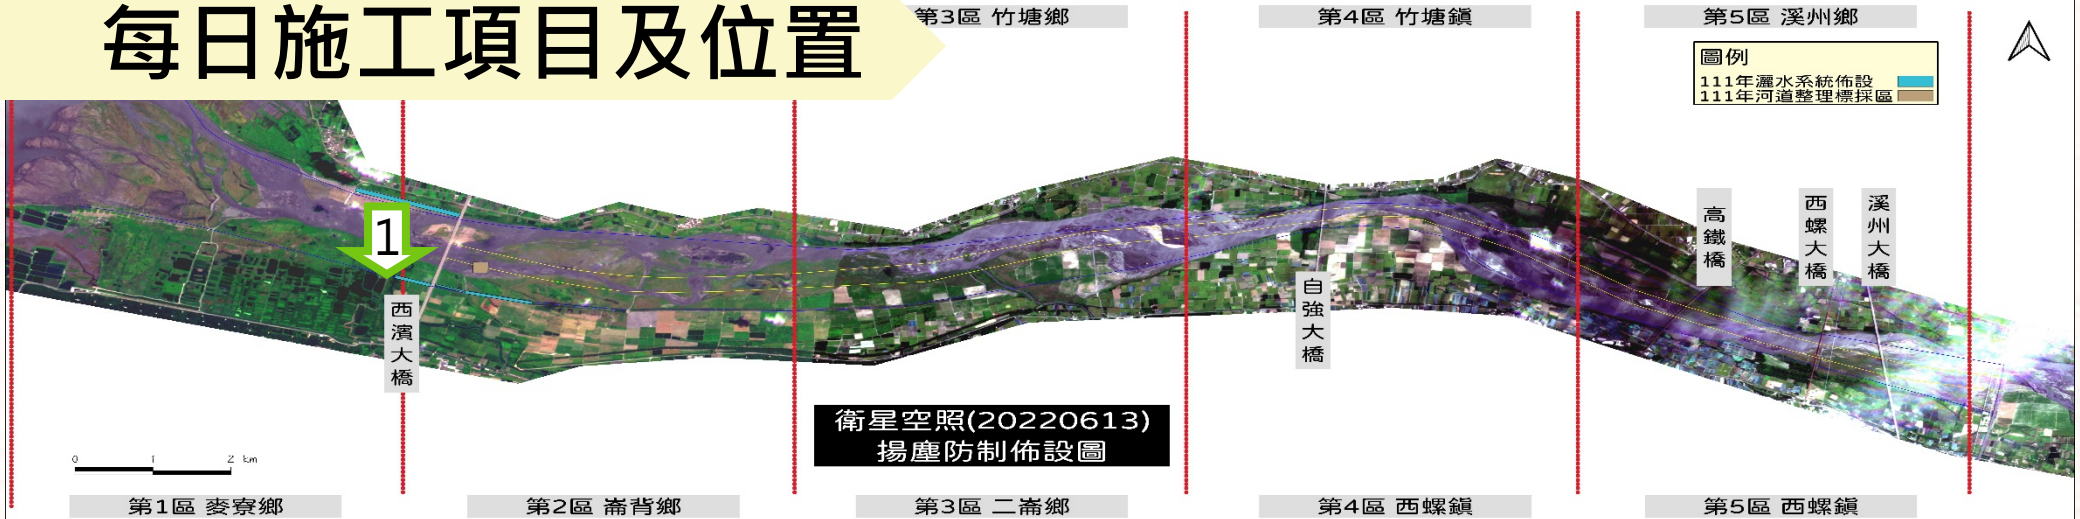 每日施工項目及位置
第3區 竹塘鄉
第4區 竹塘鎮
第5區 溪州鄉
圖例
111年灑水系統佈設
111年河道整理標採區
1
西濱大橋
自強大橋
高鐵橋
西螺大橋
溪州大橋
衛星空照(20220613)
揚塵防制佈設圖
0 1 2 km
第1區 麥寮鄉
第2區 崙背鄉
第3區 二崙鄉
第4區 西螺鎮
第5區 西螺鎮